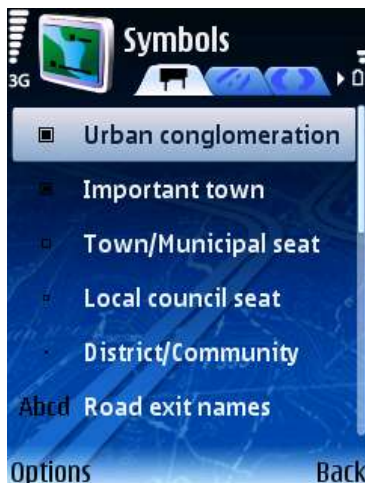 Symbols
3G
Urban conglomeration
Important town
Town/Municipal seat
Local council seat
District/Community
Abcd Road exit names
Options Back